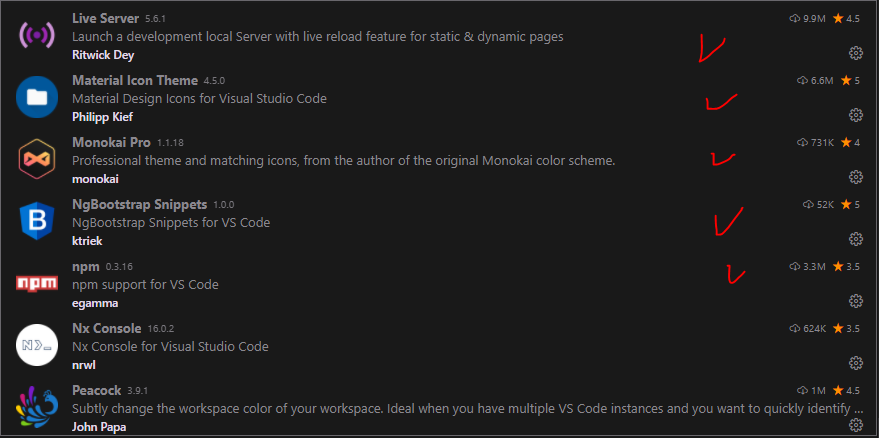 Live Server 5.6.1 9.9M 4.5
Launch a development local Server with live reload feature for static & dynamic pages
Ritwick Dey
Material Icon Theme 4.5.0 6.6M 5
Material Design Icons for Visual Studio Code
Philipp Kief
Monokai Pro 1.1.18 731K 4
Professional theme and matching icons, from the author of the original Monokai color scheme.
monokai
NgBootstrap Snippets 1.0.0 52K 5
B
NgBootstrap Snippets for VS Code
ktriek
npm 0.3.16 3.3M 3.5
npm npm support for VS Code
egamma
Nx Console 16.0.2 624K 3.5
Nx Console for Visual Studio Code
nrwl
Peacock 3.9.1 1M 4.5
Subtly change the workspace color of your workspace. Ideal when you have multiple VS Code instances and you want to quickly identify ...
John Papa